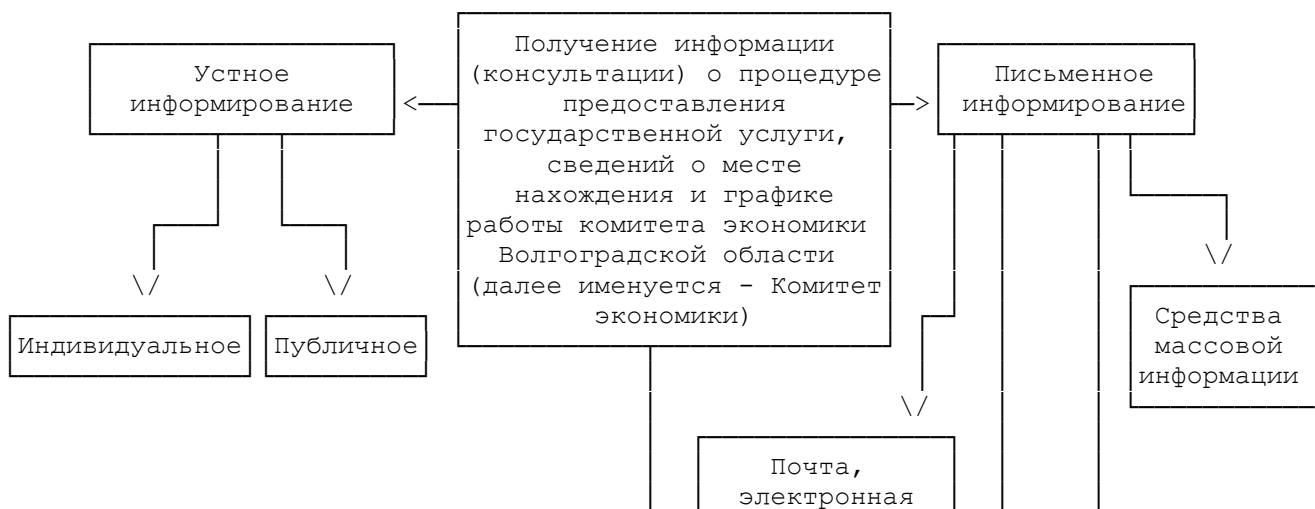 Получение информации
(консультации) о процедуре
предоставления
государственной услуги,
сведений о месте
нахождения и графике
работы комитета экономики
Волгоградской области
(далее именуется - Комитет
экономики)
Устное
информирование
Индивидуальное
Публичное
Письменное
информирование
Средства
массовой
информации
Почта,
электронная